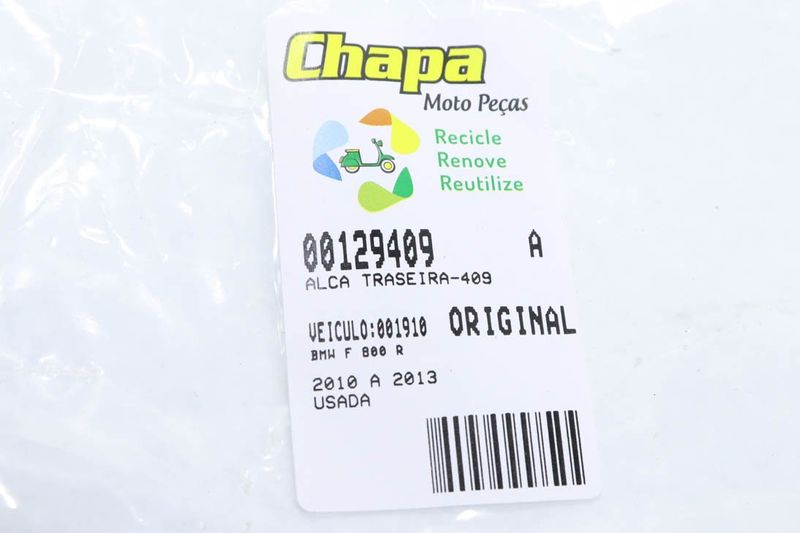 Chapa
Moto Peças
Recicle
Renove
Reutilize
00129409 A
ALCA TRASEIRA-409
VEICULO:001910 ORIGINAL
BMW F 800 R
2010 A 2013
USADA